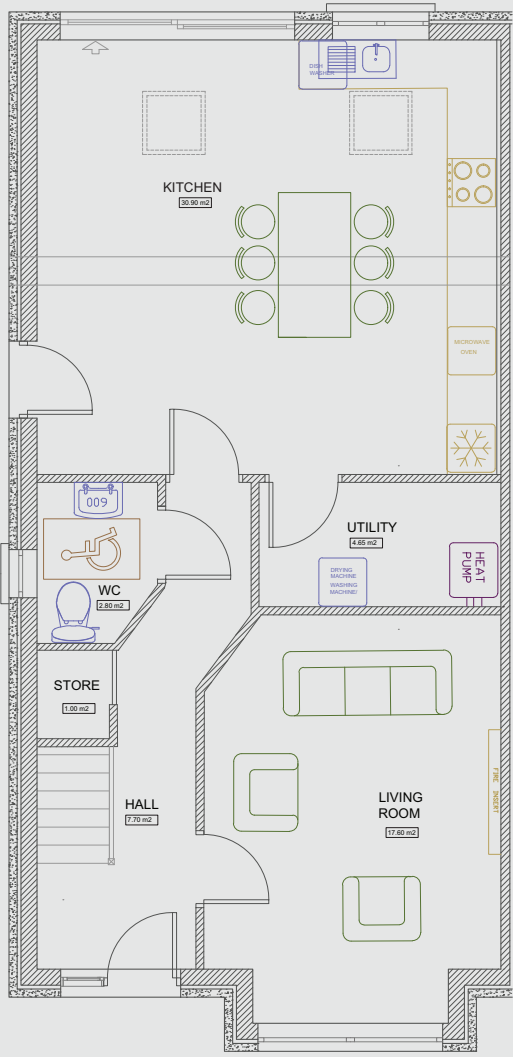 DISH
WASHER
KITCHEN
30.90 m2
MICROWAVE
OVEN
600
UTILITY
4.65 m2
HEAT
PUMP
DRYING
MACHINE
WASHING
MACHINE/
WC
2.80 m2
STORE
1.00 m2
HALL
7.70 m2
LIVING
ROOM
17.60 m2
FIRE INSERT